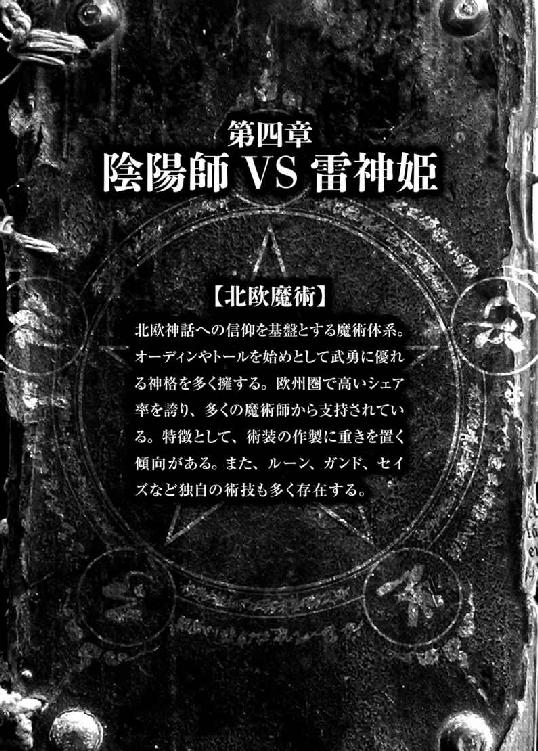 第四章
陰陽師 VS 雷神姫
【北欧魔術】
北欧神話への信仰を基盤とする魔術体系。
オーディンやトールを始めとして武勇に優れ
る神格を多く擁する。欧州圏で高いシェア
率を誇り、多くの魔術師から支持されてい
る。特徴として、術装の作製に重きを置く
傾向がある。また、ルーン、ガンド、セイ
ズなど独自の術技も多く存在する。